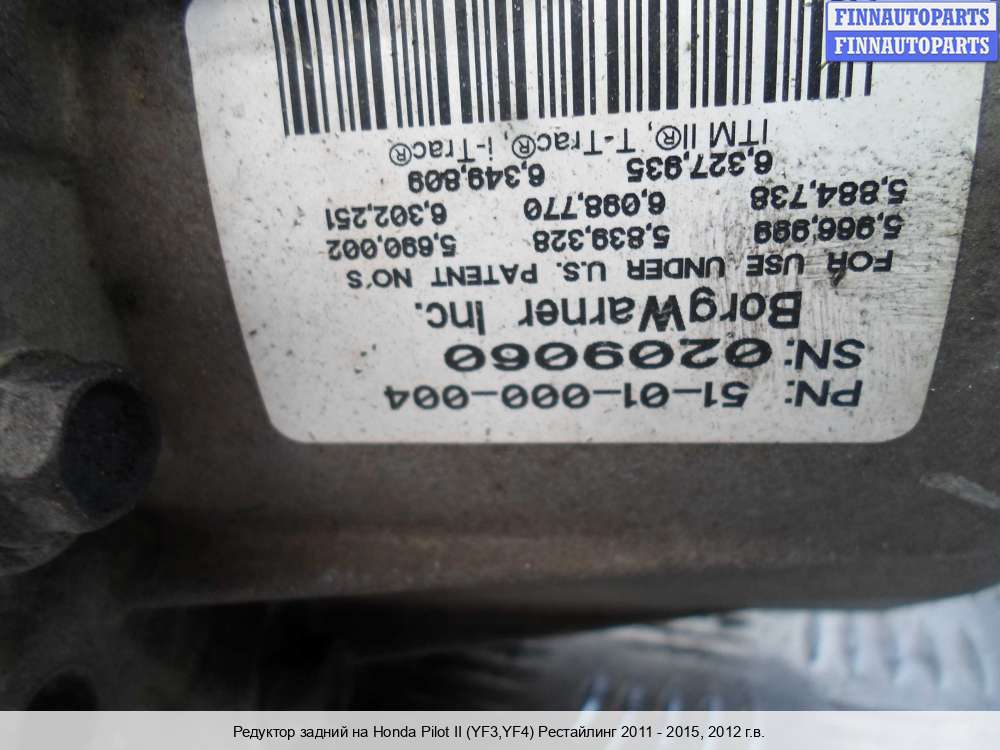 FINNAUTOPARTS
FINNAUTOPARTS
PN: 51-01-000-004
SN: 0209060
BorgWarner Inc.
FOR USE UNDER U.S. PATENT NO'S
5,966,999 5,839,328 5,690,002
5,884,738 6,098,770 6,302,251
6,327,935 6,349,809
ITM II®, T-Trac®, i-Trac®
Редуктор задний на Honda Pilot II (YF3,YF4) Рестайлинг 2011 - 2015, 2012 г.в.